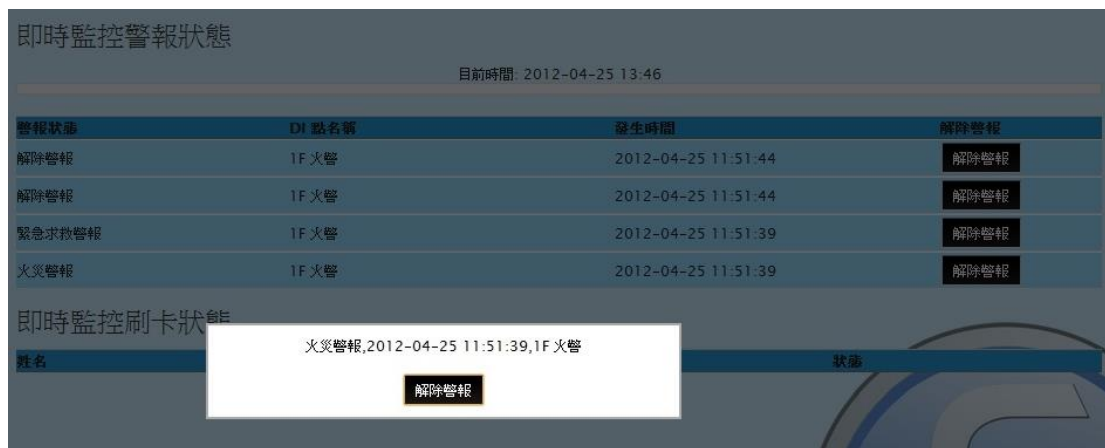 即時監控警報狀態
目前時間: 2012-04-25 13:46
警報狀態 DI 點名稱 發生時間 解除警報
解除警報 1F 火警 2012-04-25 11:51:44 解除警報
解除警報 1F 火警 2012-04-25 11:51:44 解除警報
緊急求救警報 1F 火警 2012-04-25 11:51:39 解除警報
火災警報 1F 火警 2012-04-25 11:51:39 解除警報
即時監控刷卡狀態
姓名 狀態
火災警報,2012-04-25 11:51:39,1F 火警
解除警報